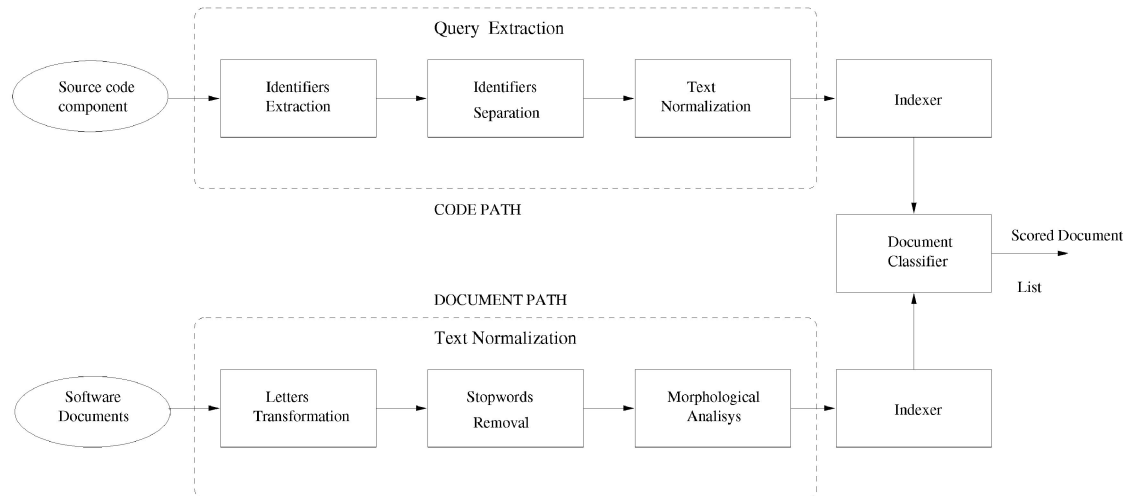 Query Extraction
Source code
component
Identifiers
Extraction
Identifiers
Separation
Text
Normalization
Indexer
CODE PATH
Document
Classifier
Scored Document
List
DOCUMENT PATH
Text Normalization
Software
Documents
Letters
Transformation
Stopwords
Removal
Morphological
Analisys
Indexer